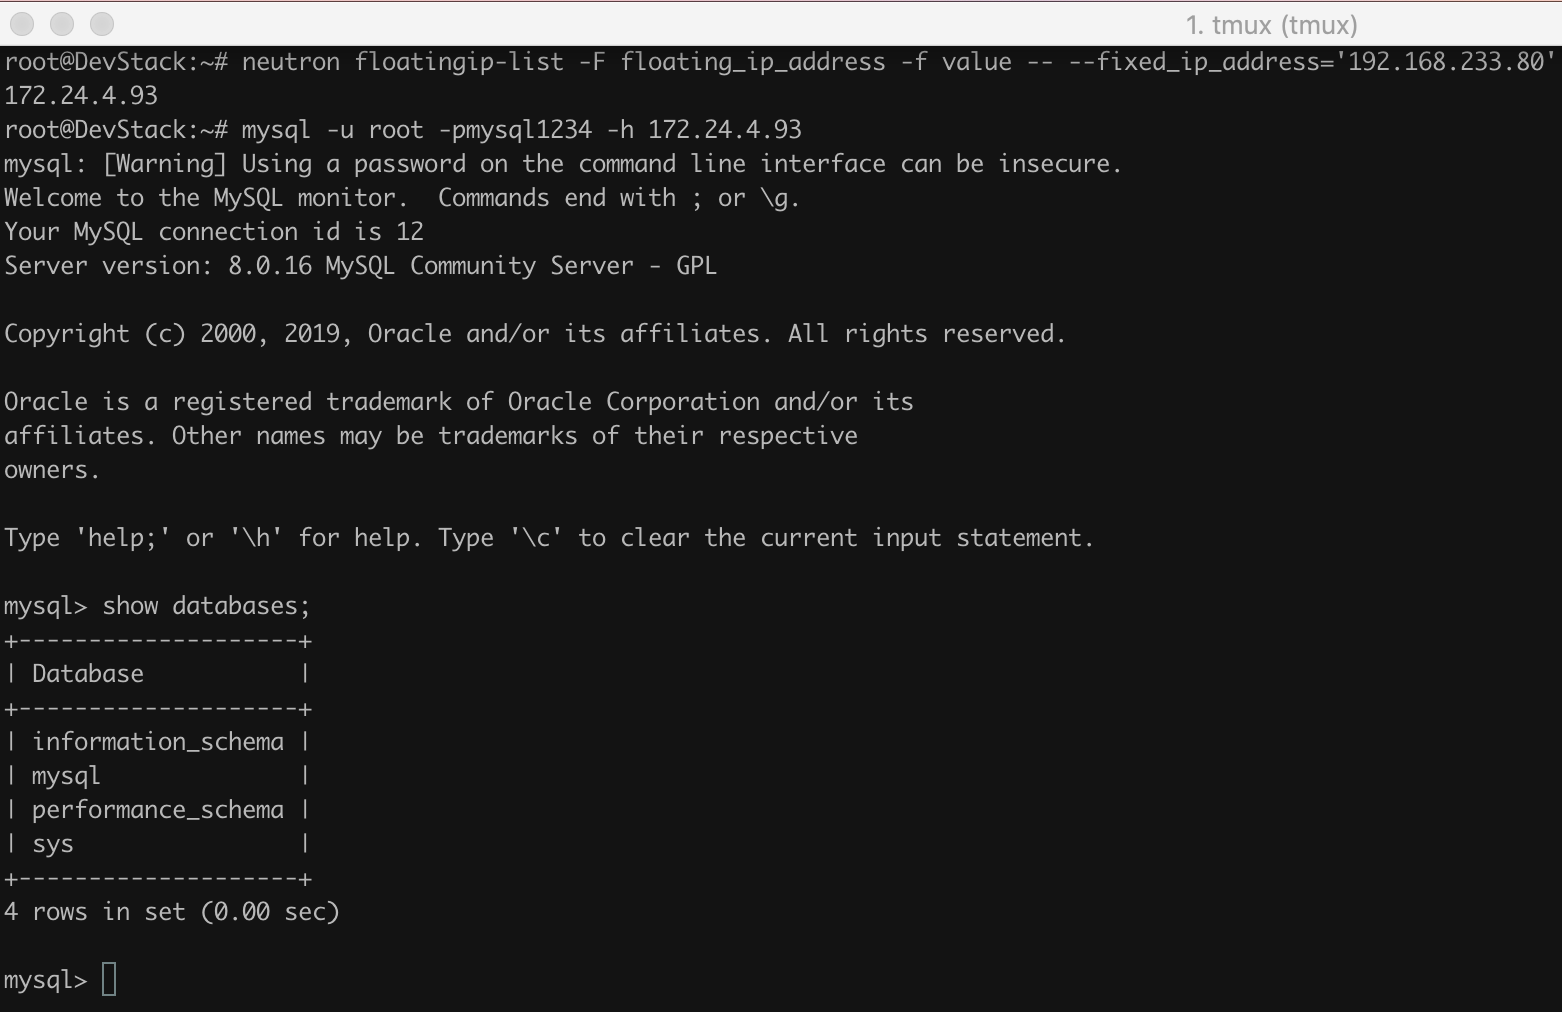 1. tmux (tmux)
root@DevStack:~# neutron floatingip-list -F floating_ip_address -f value -- --fixed_ip_address='192.168.233.80'
172.24.4.93
root@DevStack:~# mysql -u root -pmysql1234 -h 172.24.4.93
mysql: [Warning] Using a password on the command line interface can be insecure.
Welcome to the MySQL monitor.  Commands end with ; or \g.
Your MySQL connection id is 12
Server version: 8.0.16 MySQL Community Server - GPL

Copyright (c) 2000, 2019, Oracle and/or its affiliates. All rights reserved.

Oracle is a registered trademark of Oracle Corporation and/or its
affiliates. Other names may be trademarks of their respective
owners.

Type 'help;' or '\h' for help. Type '\c' to clear the current input statement.

mysql> show databases;
+--------------------+
| Database           |
+--------------------+
| information_schema |
| mysql              |
| performance_schema |
| sys                |
+--------------------+
4 rows in set (0.00 sec)

mysql>